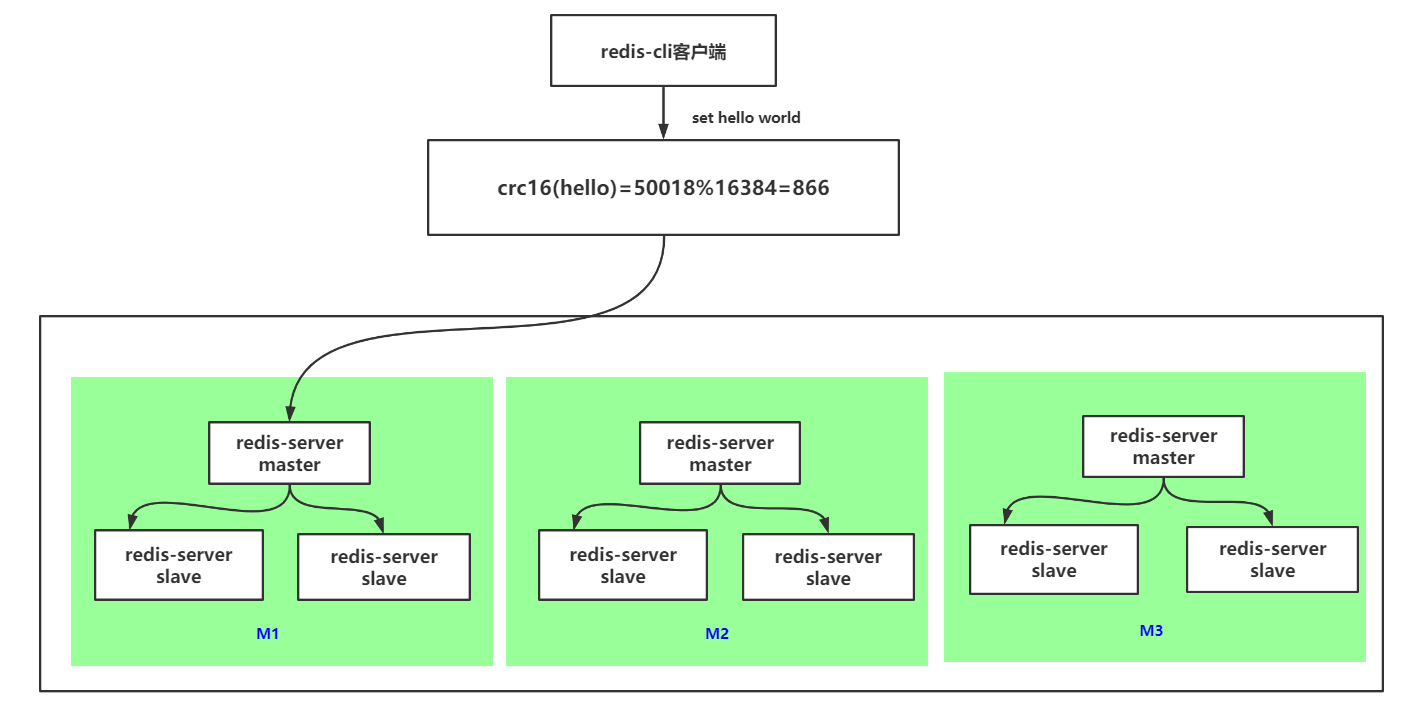 redis-cli客户端
set hello world
crc16(hello)=50018%16384=866
redis-server
master
redis-server
slave
redis-server
slave
M1
redis-server
master
redis-server
slave
redis-server
slave
M2
redis-server
master
redis-server
slave
redis-server
slave
M3